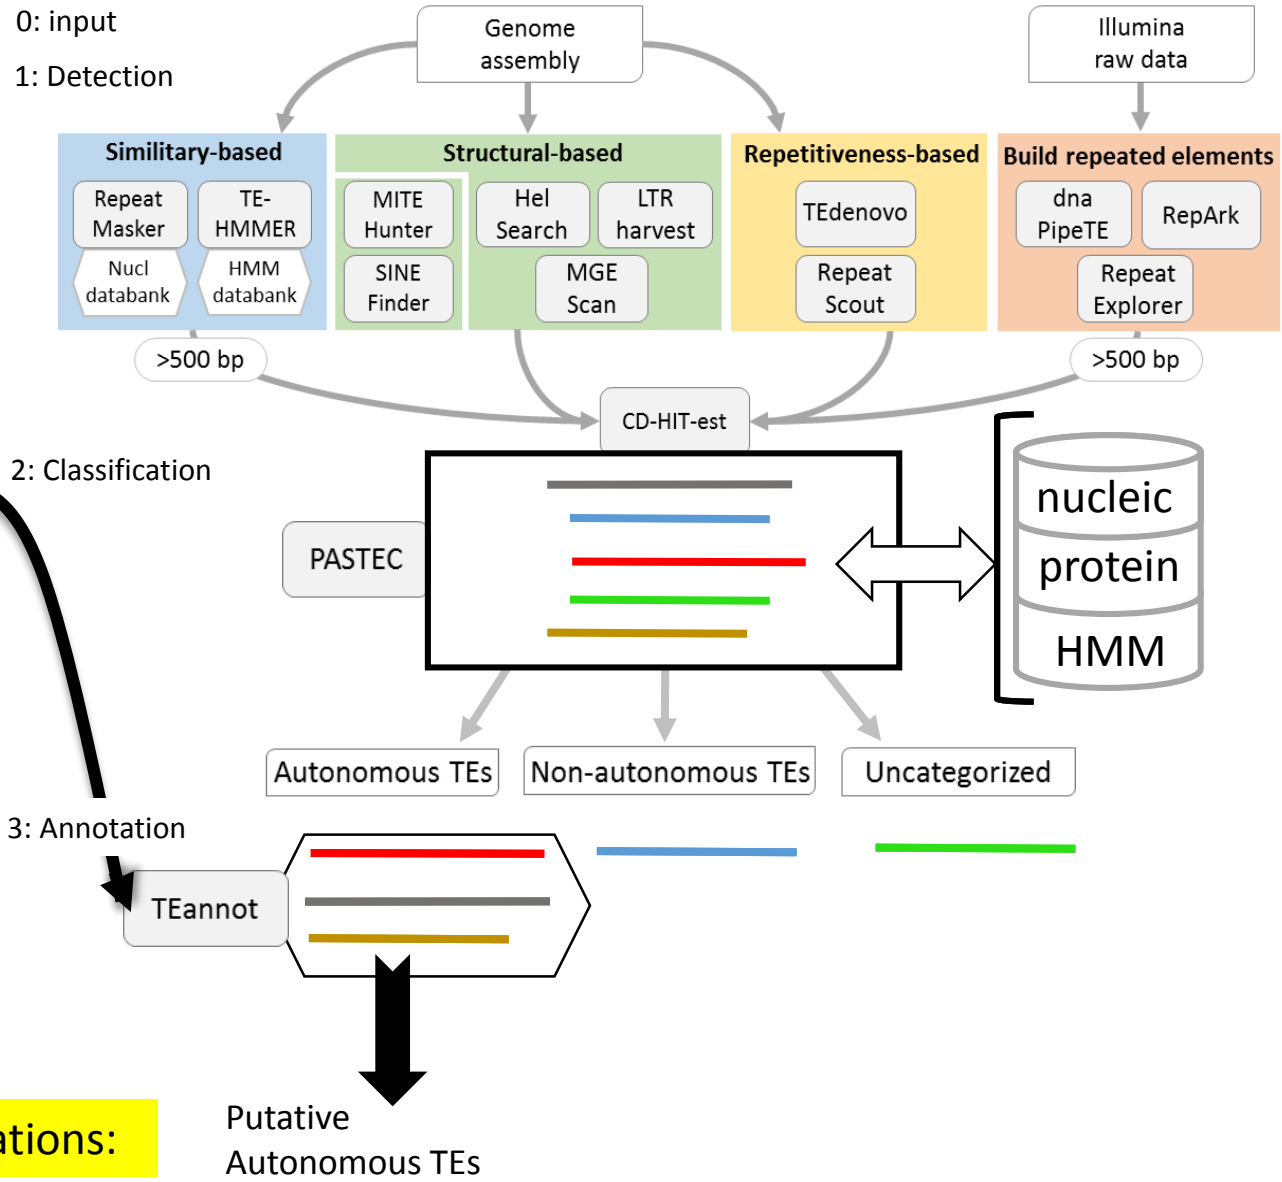 0: input
Genome
assembly
Illumina
raw data
1: Detection
Similitary-based
Structural-based
Repetitiveness-based
Build repeated elements
Repeat
Masker
TE-
HMMER
Nucl
databank
HMM
databank
MITE
Hunter
SINE
Finder
Hel
Search
LTR
harvest
MGE
Scan
TEdenovo
Repeat
Scout
dna
PipeTE
RepArk
Repeat
Explorer
>500 bp
>500 bp
CD-HIT-est
2: Classification
PASTEC
nucleic
protein
HMM
Autonomous TEs
Non-autonomous TEs
Uncategorized
3: Annotation
TEannot
ations:
Putative
Autonomous TEs